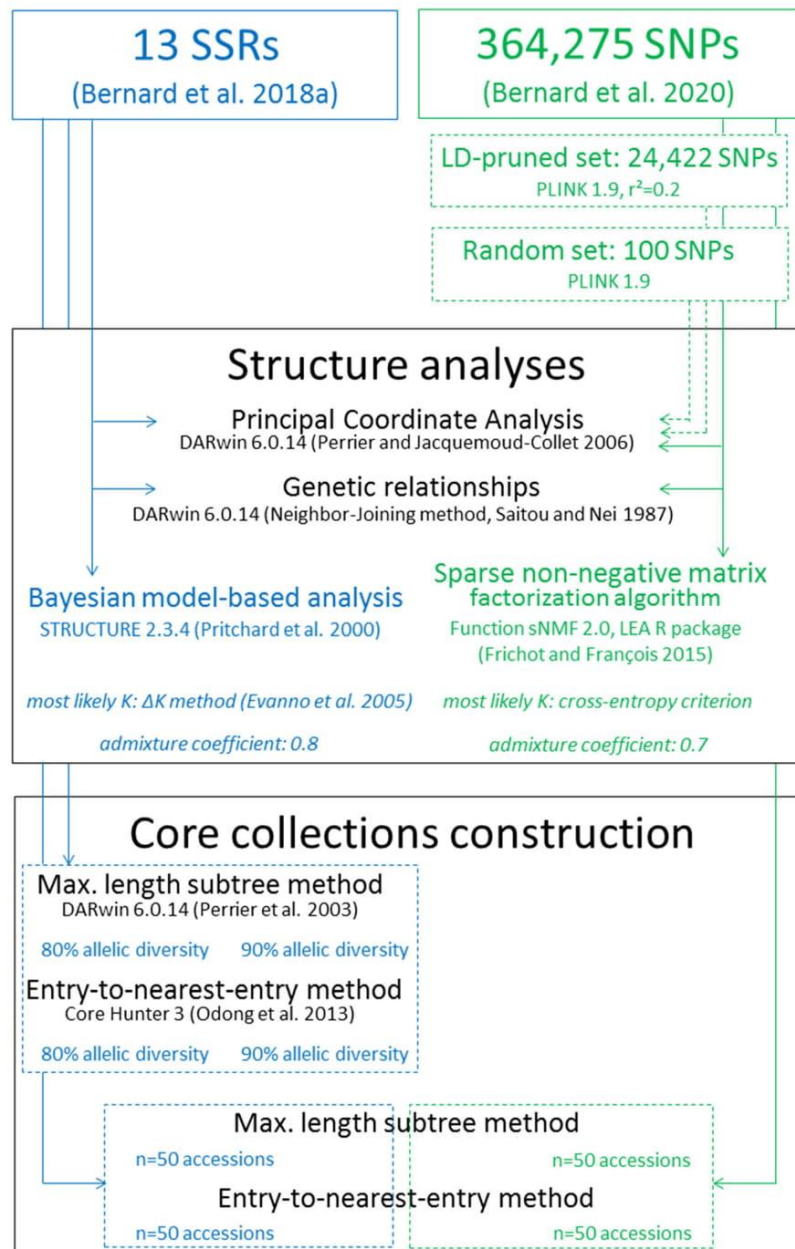 13 SSRs
(Bernard et al. 2018a)
364,275 SNPs
(Bernard et al. 2020)
LD-pruned set: 24,422 SNPs
PLINK 1.9, r²=0.2
Random set: 100 SNPs
PLINK 1.9
Structure analyses
Principal Coordinate Analysis
DARwin 6.0.14 (Perrier and Jacquemoud-Collet 2006)
Genetic relationships
DARwin 6.0.14 (Neighbor-Joining method, Saitou and Nei 1987)
Bayesian model-based analysis
STRUCTURE 2.3.4 (Pritchard et al. 2000)
most likely K: ΔK method (Evanno et al. 2005)
admixture coefficient: 0.8
Sparse non-negative matrix
factorization algorithm
Function sNMF 2.0, LEA R package
(Frichot and François 2015)
most likely K: cross-entropy criterion
admixture coefficient: 0.7
Core collections construction
Max. length subtree method
DARwin 6.0.14 (Perrier et al. 2003)
80% allelic diversity 90% allelic diversity
Entry-to-nearest-entry method
Core Hunter 3 (Odong et al. 2013)
80% allelic diversity 90% allelic diversity
Max. length subtree method
n=50 accessions n=50 accessions
Entry-to-nearest-entry method
n=50 accessions n=50 accessions